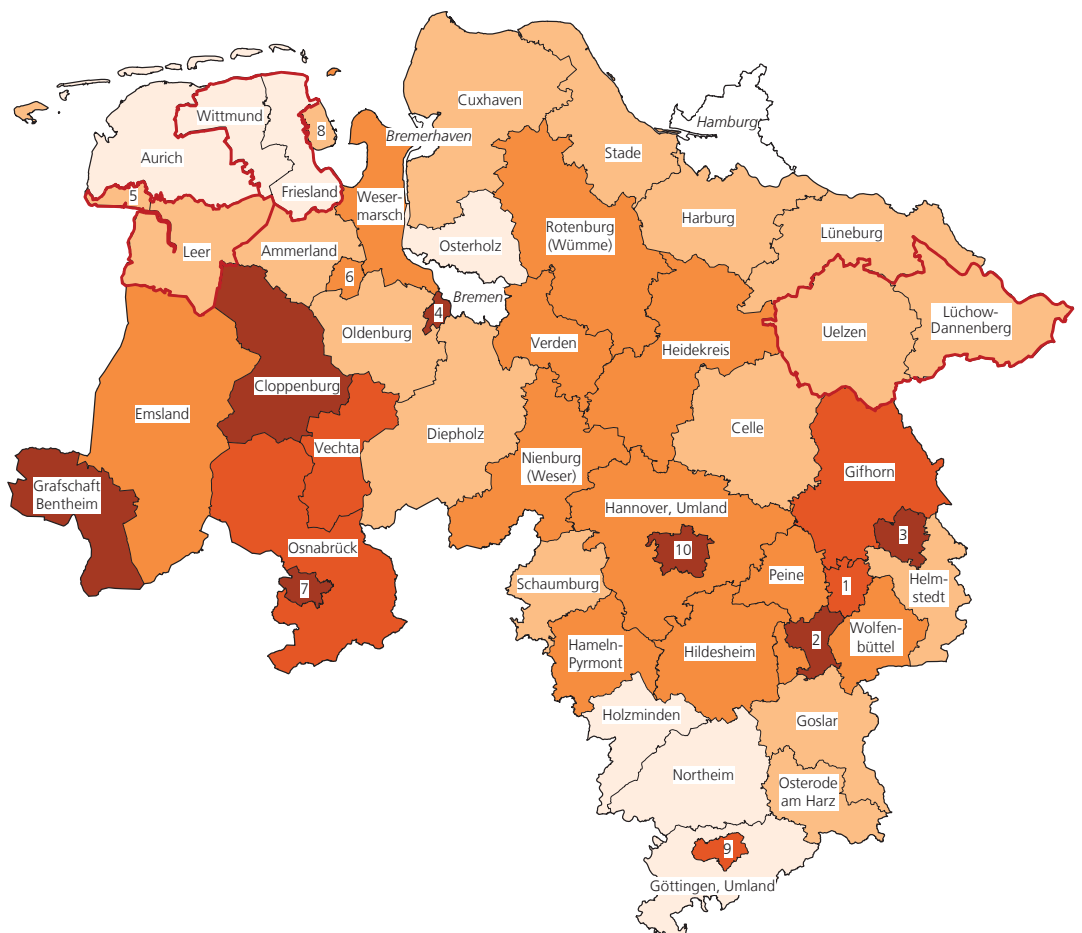 Cuxhaven
Wittmund
Hamburg
8
Bremerhaven
Stade
Aurich
Friesland
5
Weser-
marsch
Harburg
Rotenburg
(Wümme)
Lüneburg
Osterholz
Leer
Ammerland
6
Bremen
4
Lüchow-
Dannenberg
Oldenburg
Uelzen
Verden
Heidekreis
Cloppenburg
Emsland
Celle
Diepholz
Vechta
Nienburg
(Weser)
Gifhorn
Grafschaft
Bentheim
Hannover, Umland
3
Osnabrück
10
Peine
Schaumburg
7
1
Helm-
stedt
2
Wolfen-
büttel
Hameln-
Pyrmont
Hildesheim
Holzminden
Goslar
Northeim
Osterode
am Harz
9
Göttingen, Umland